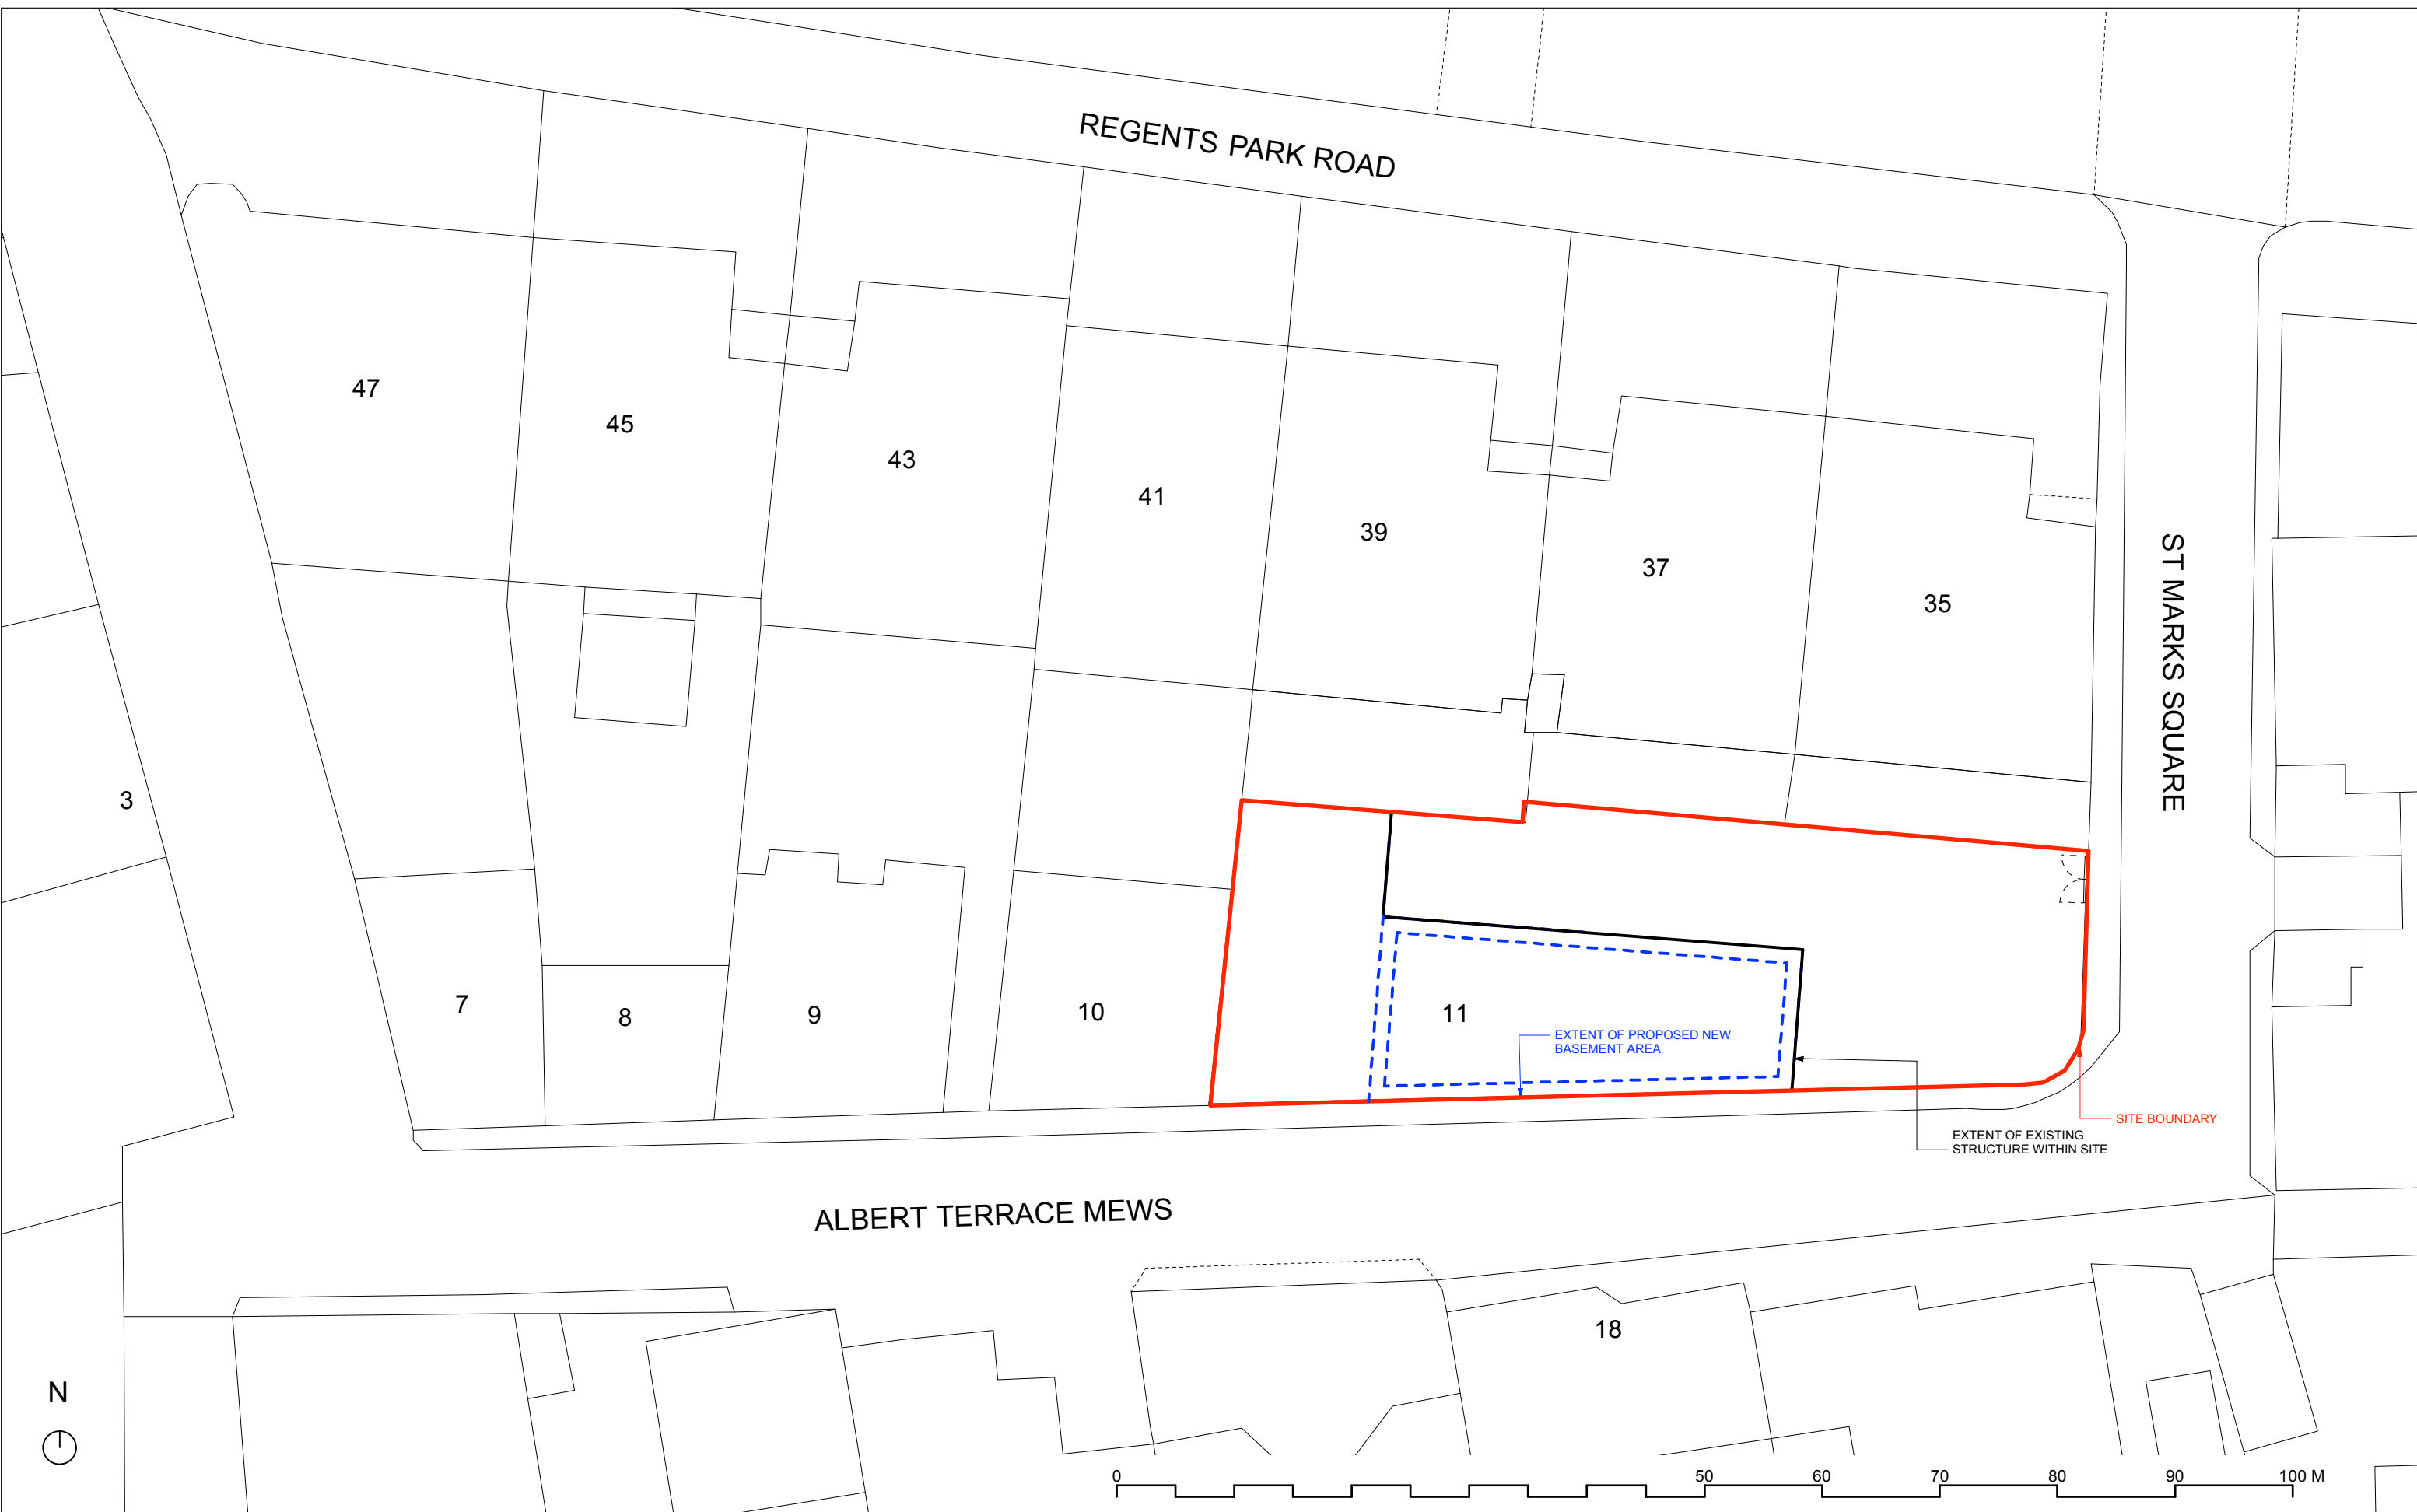 REGENTS PARK ROAD
47
45
43
41
39
37
35
ST MARKS SQUARE
3
7
8
9
10
11
EXTENT OF PROPOSED NEW
BASEMENT AREA
SITE BOUNDARY
EXTENT OF EXISTING
STRUCTURE WITHIN SITE
ALBERT TERRACE MEWS
18
N
0 50 60 70 80 90 100 M